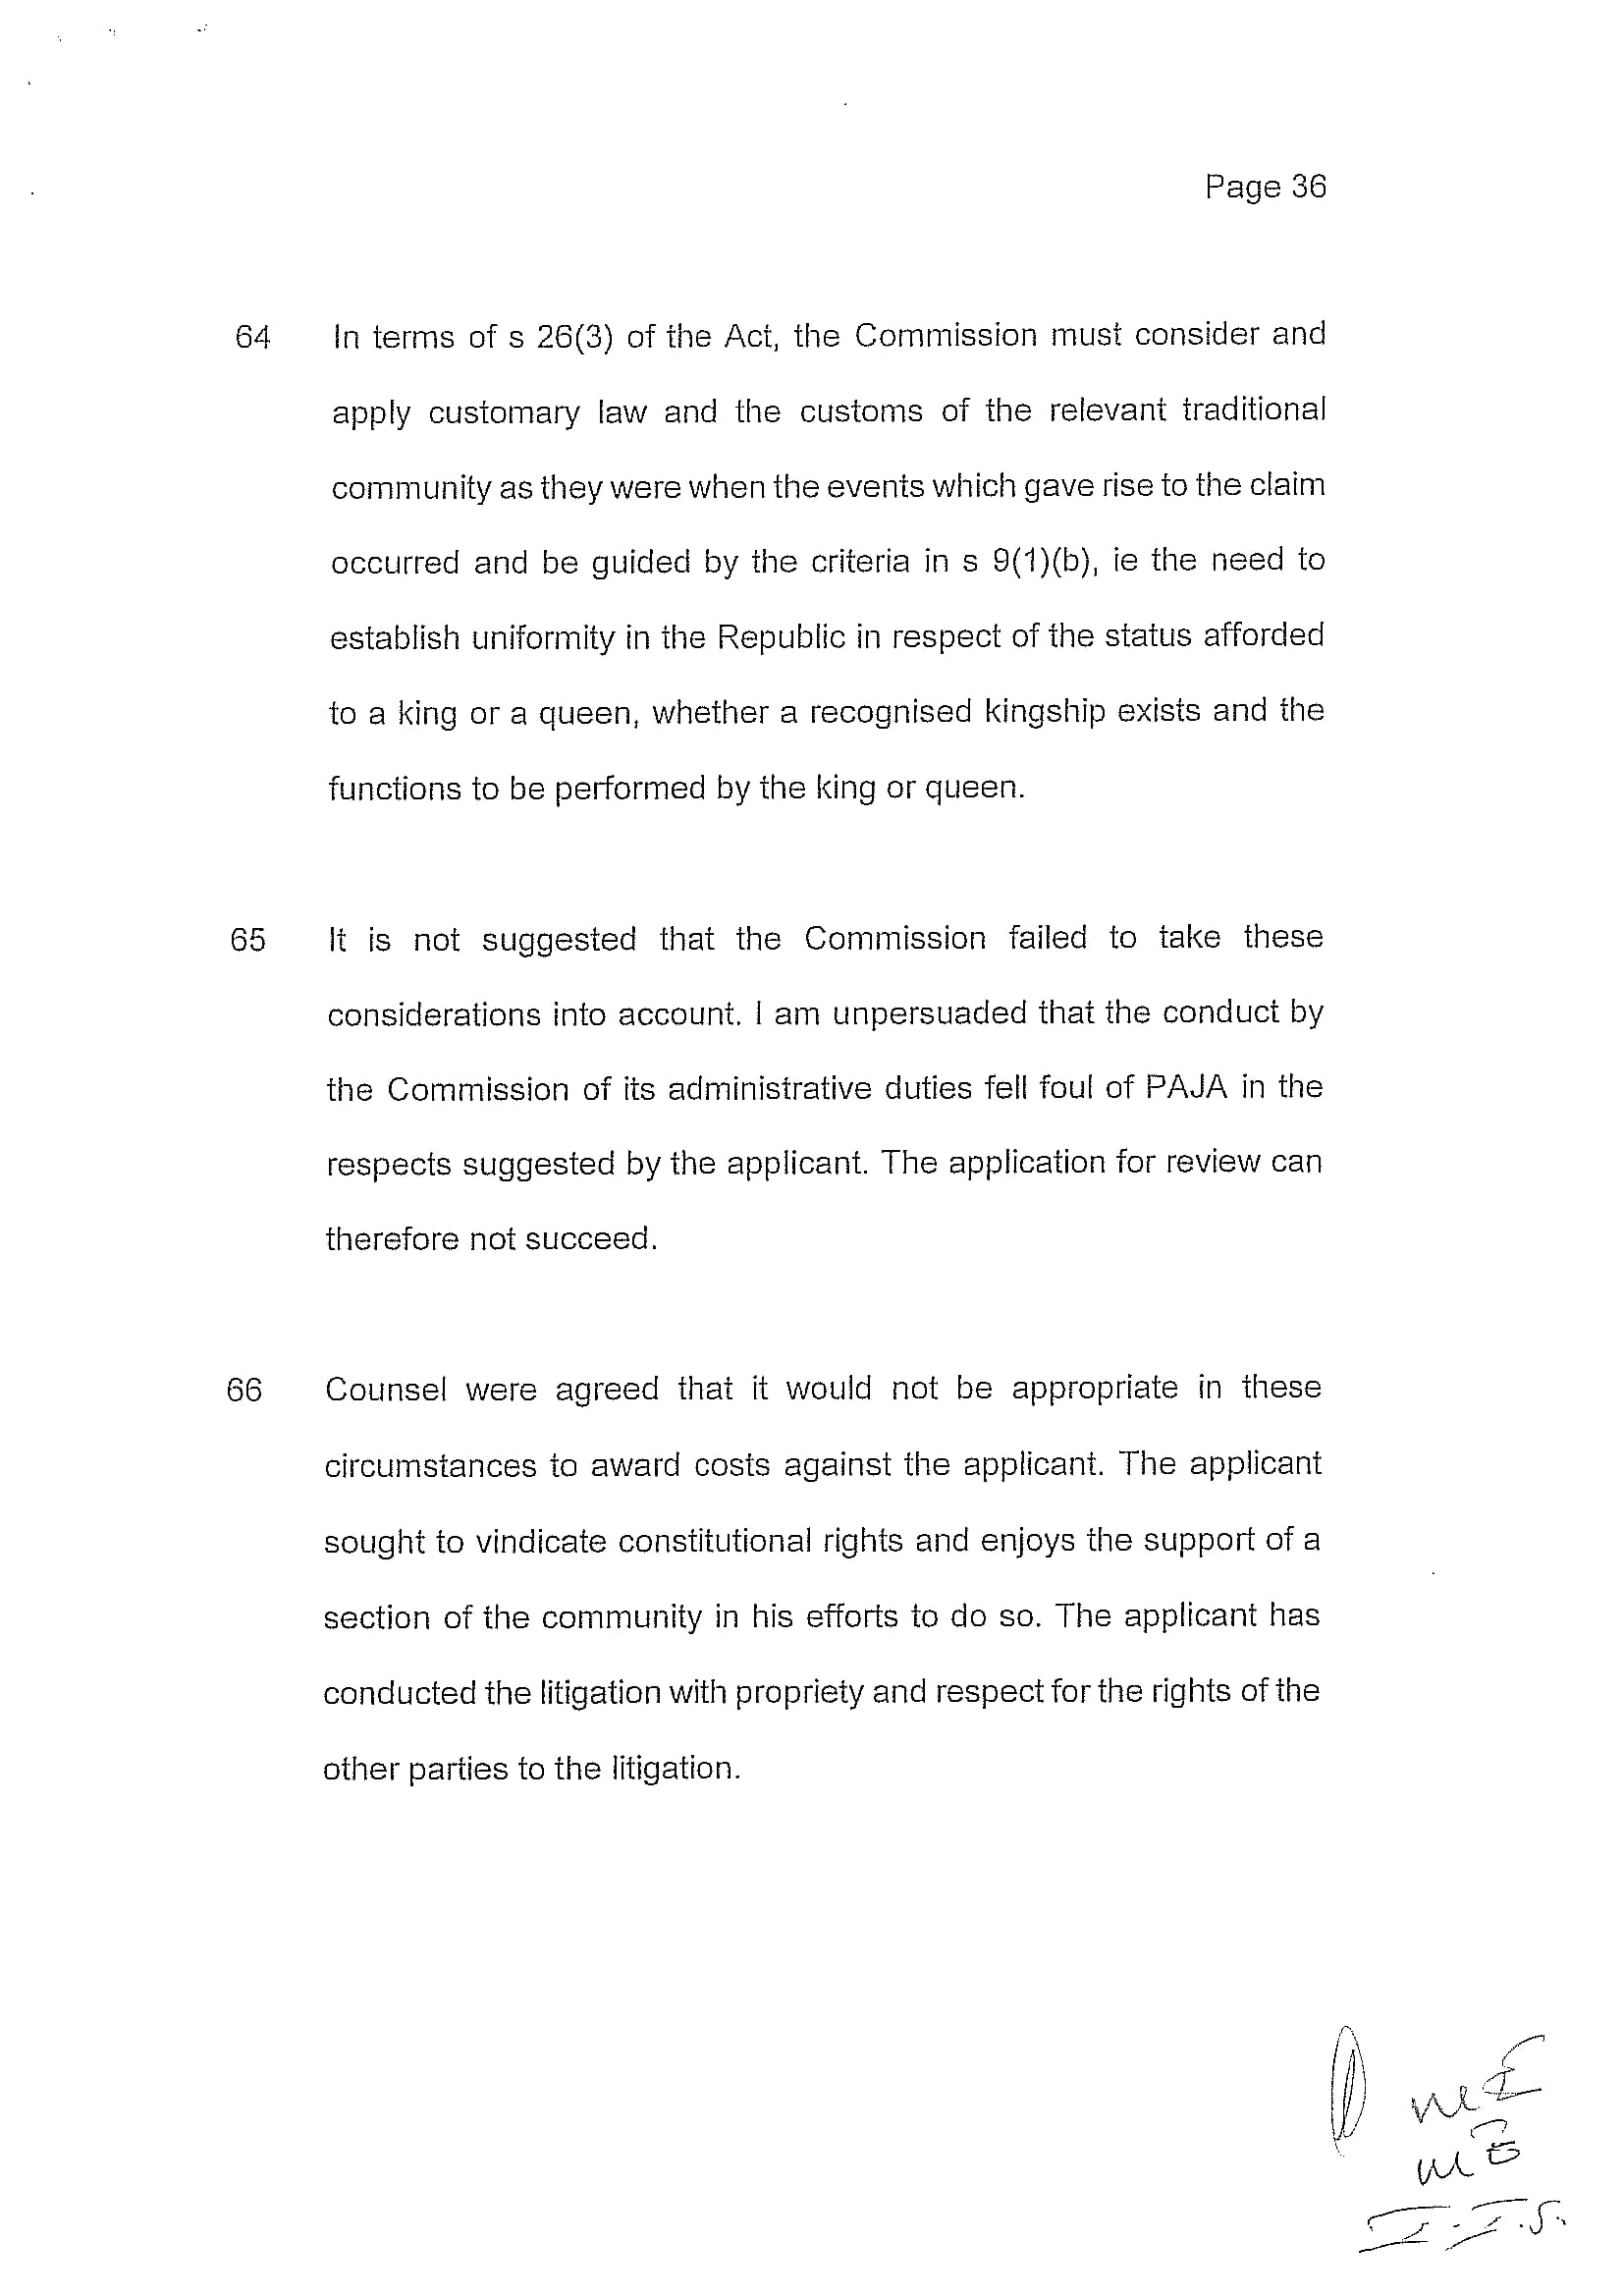 Page 36
64 In terms of s 26(3) of the Act, the Commission must consider and
apply customary law and the customs of the relevant traditional
community as they were when the events which gave rise to the claim
occurred and be guided by the criteria in s 9(1)(b), ie the need to
establish uniformity in the Republic in respect of the status afforded
to a king or a queen, whether a recognised kingship exists and the
functions to be performed by the king or queen.
65 It is not suggested that the Commission failed to take these
considerations into account. I am unpersuaded that the conduct by
the Commission of its administrative duties fell foul of PAJA in the
respects suggested by the applicant. The application for review can
therefore not succeed.
66 Counsel were agreed that it would not be appropriate in these
circumstances to award costs against the applicant. The applicant
sought to vindicate constitutional rights and enjoys the support of a
section of the community in his efforts to do so. The applicant has
conducted the litigation with propriety and respect for the rights of the
other parties to the litigation.